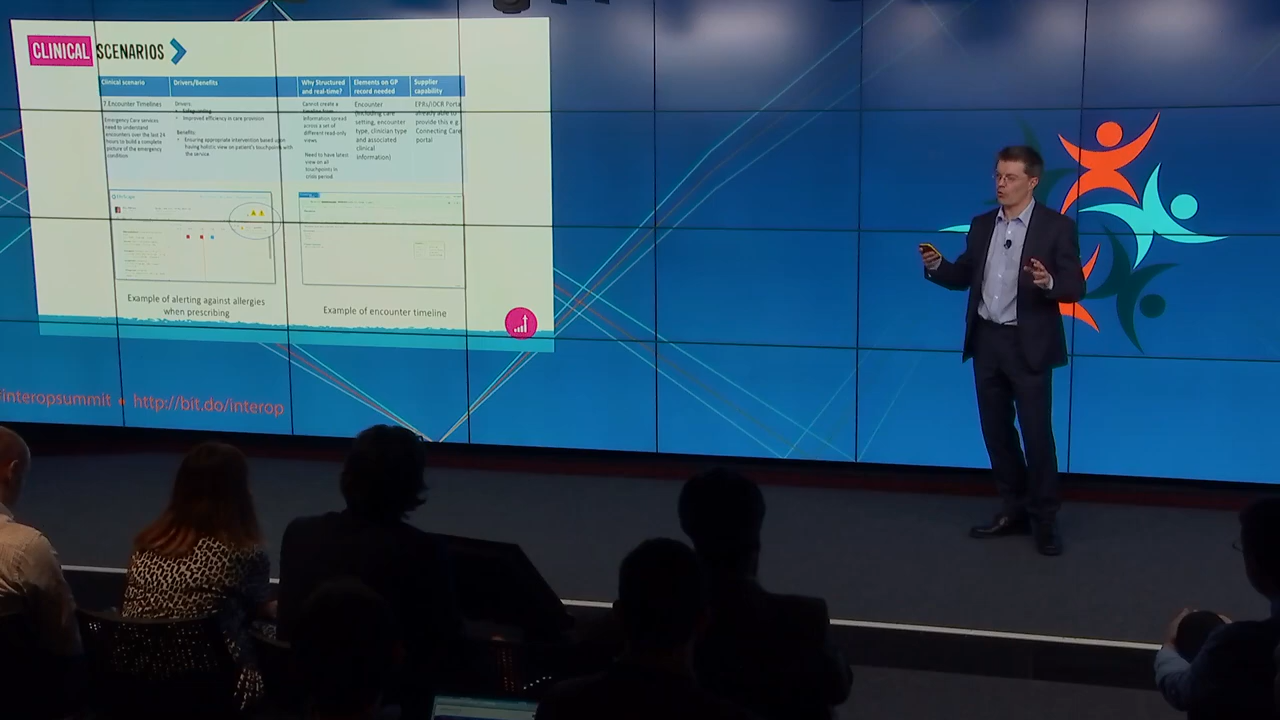 CLINICAL SCENARIOS
Clinical scenario
Drivers/Benefits
Why Structured
and real-time?
Elements on GP
record needed
Supplier
capability
7 Encounter Timelines
Emergency Care services
need to understand
encounters over the last 24
hours to build a complete
picture of the emergency
condition
Drivers:
Safeguarding
Improved efficiency in care provision
Benefits:
Ensuring appropriate intervention based upon
having holistic view on patient's touchpoints with
the service
Cannot create a
timeline from
information spread
across a set of
different read-only
views
Need to have latest
view on all
touchpoints in
crisis period
Encounter
(including care
setting, encounter
type, clinician type
and associated
clinical
information)
EPRs/IDCR Portal
already able to
provide this e.g
Connecting Care
portal
Example of alerting against allergies
when prescribing
Example of encounter timeline
interopsummit • http://bit.do/interop